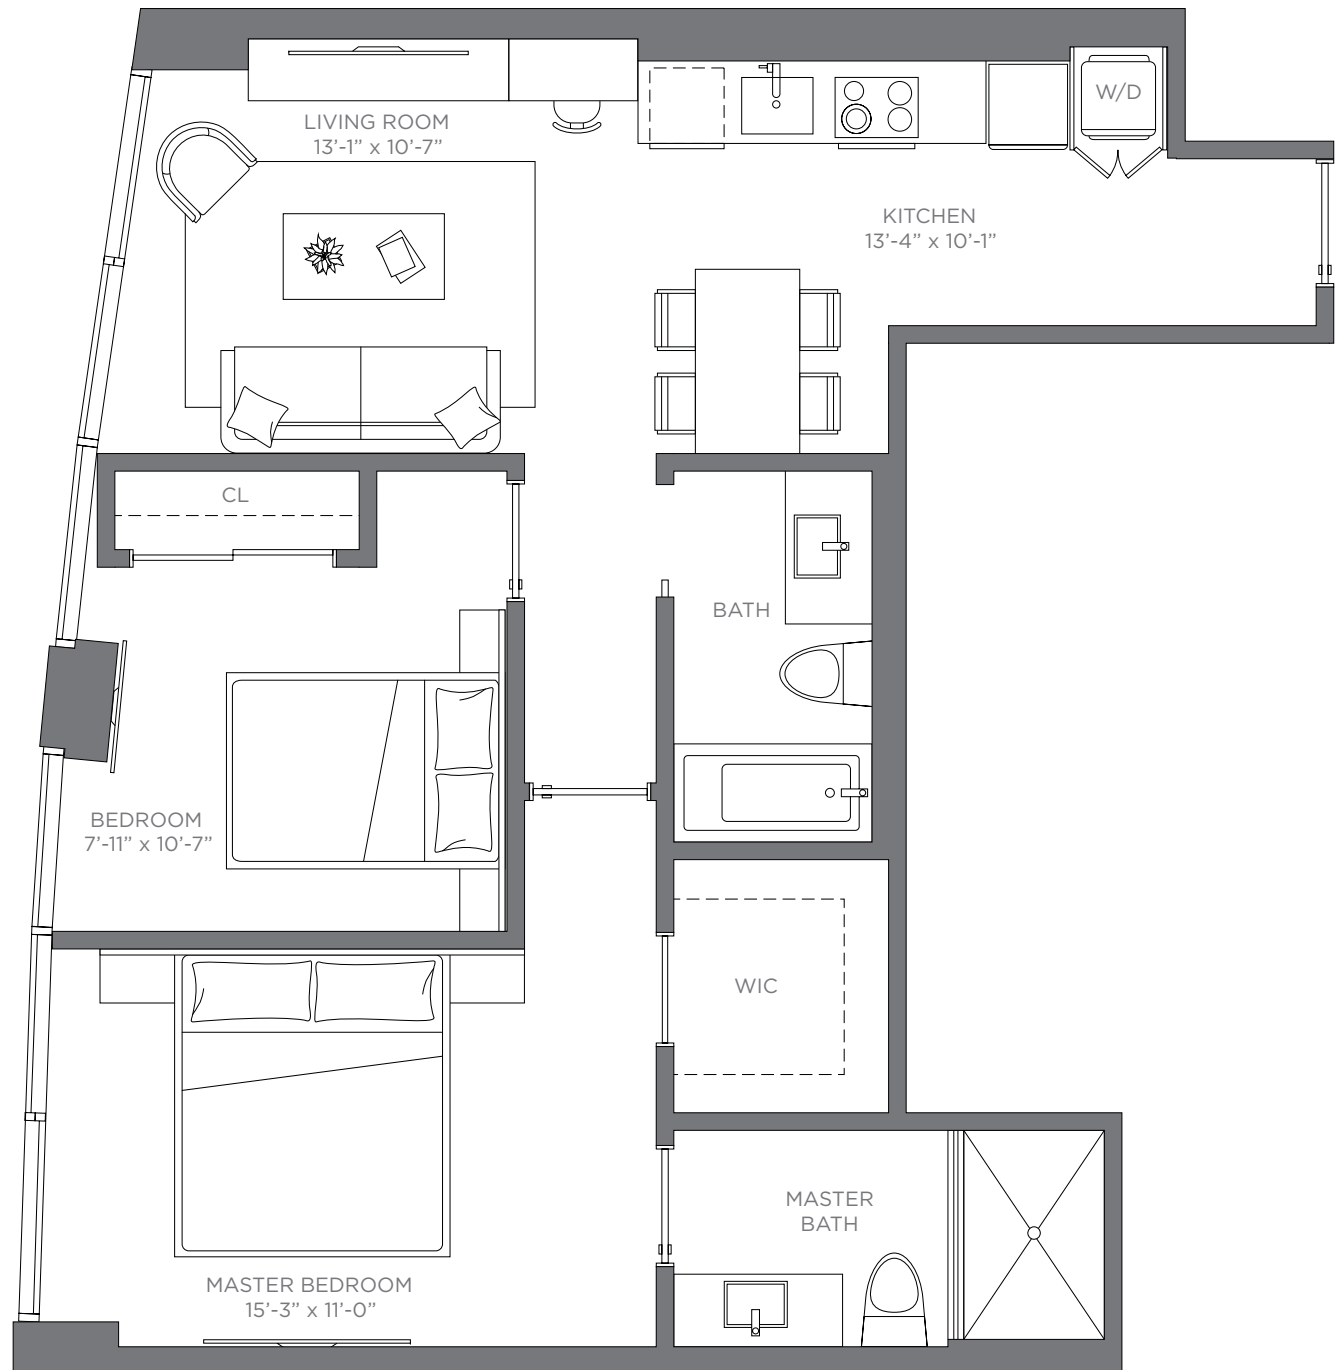 LIVING ROOM
13’-1” x 10’-7”
W/D
KITCHEN
13’-4” x 10’-1”
CL
BATH
BEDROOM
7’-11” x 10’-7”
WIC
MASTER
BATH
MASTER BEDROOM
15’-3” x 11’-0”